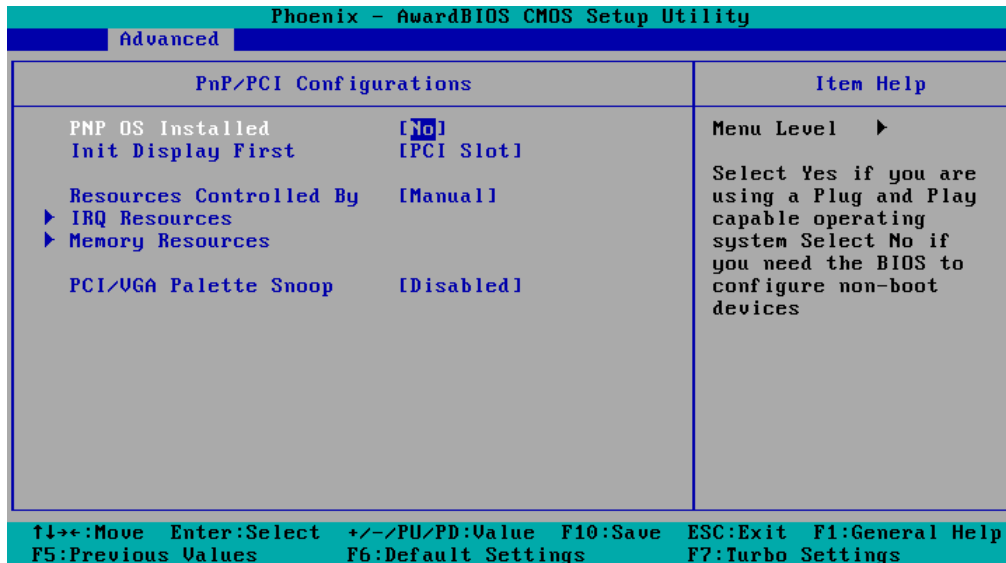 Phoenix - AwardBIOS CMOS Setup Utility
Advanced
PnP/PCI Configurations
Item Help
PNP OS Installed [No]
Init Display First [PCI Slot]
Resources Controlled By [Manual]
▶ IRQ Resources
▶ Memory Resources
PCI/VGA Palette Snoop [Disabled]
Menu Level ▶
Select Yes if you are
using a Plug and Play
capable operating
system Select No if
you need the BIOS to
configure non-boot
devices
↑↓→←:Move Enter:Select +/-/PU/PD:Value F10:Save ESC:Exit F1:General Help
F5:Previous Values F6:Default Settings F7:Turbo Settings